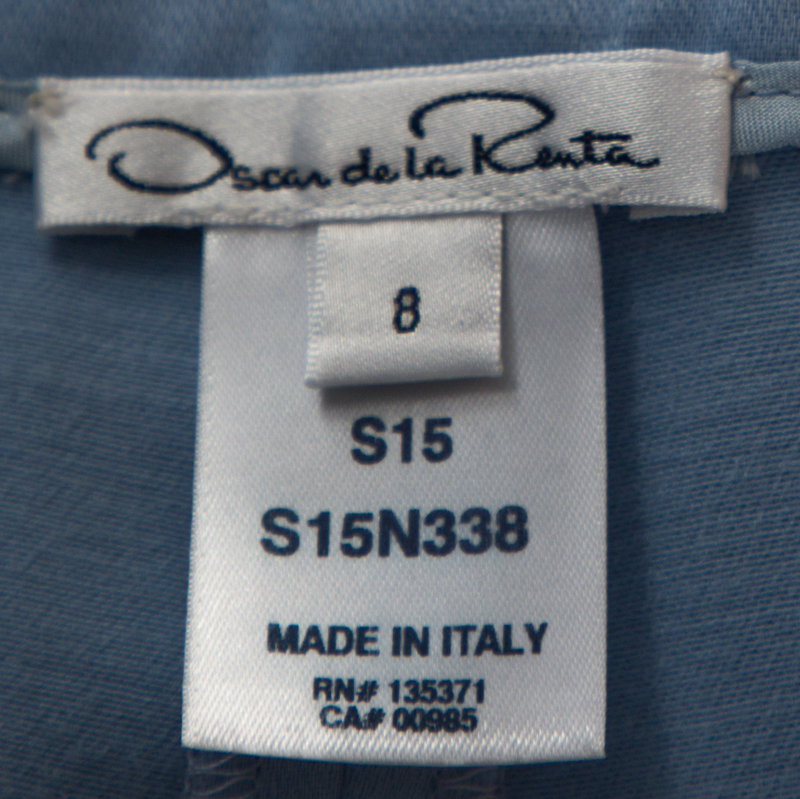 Oscar de la Renta
8
S15
S15N338
MADE IN ITALY
RN# 135371
CA# 00985